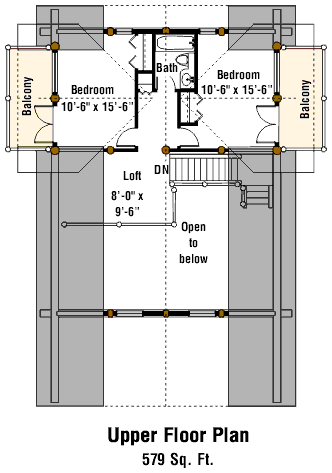 Balcony
Bedroom
10'-6" x 15'-6"
Bath
Bedroom
10'-6" x 15'-6"
Balcony
Loft
8'-0" x
9'-6"
DN
Open
to
below
Upper Floor Plan
579 Sq. Ft.